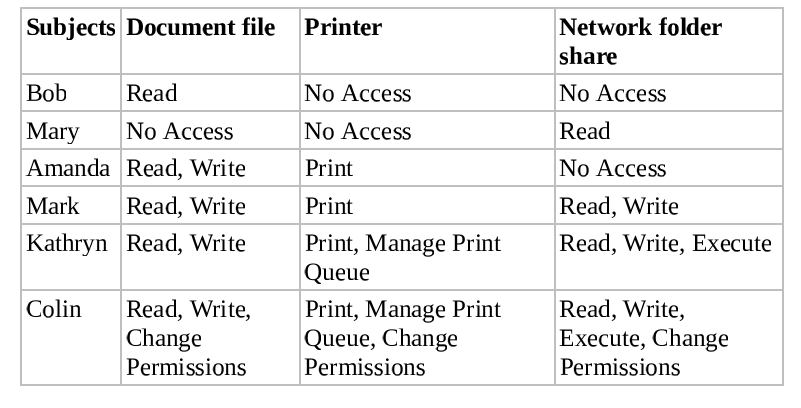 Subjects Document file Printer Network folder
share
Bob Read No Access No Access
Mary No Access No Access Read
Amanda Read, Write Print No Access
Mark Read, Write Print Read, Write
Kathryn Read, Write Print, Manage Print Read, Write, Execute
Queue
Colin Read, Write, Print, Manage Print Read, Write,
Change Queue, Change Execute, Change
Permissions Permissions Permissions